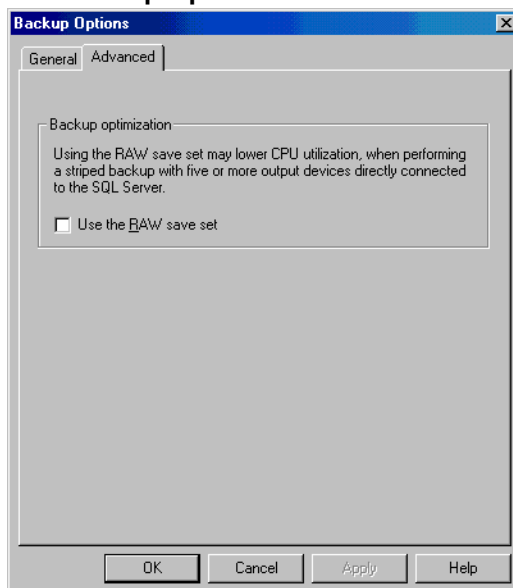 Backup Options
General Advanced
Backup optimization
Using the RAW save set may lower CPU utilization, when performing
a striped backup with five or more output devices directly connected
to the SQL Server.
Use the RAW save set
OK Cancel Apply Help